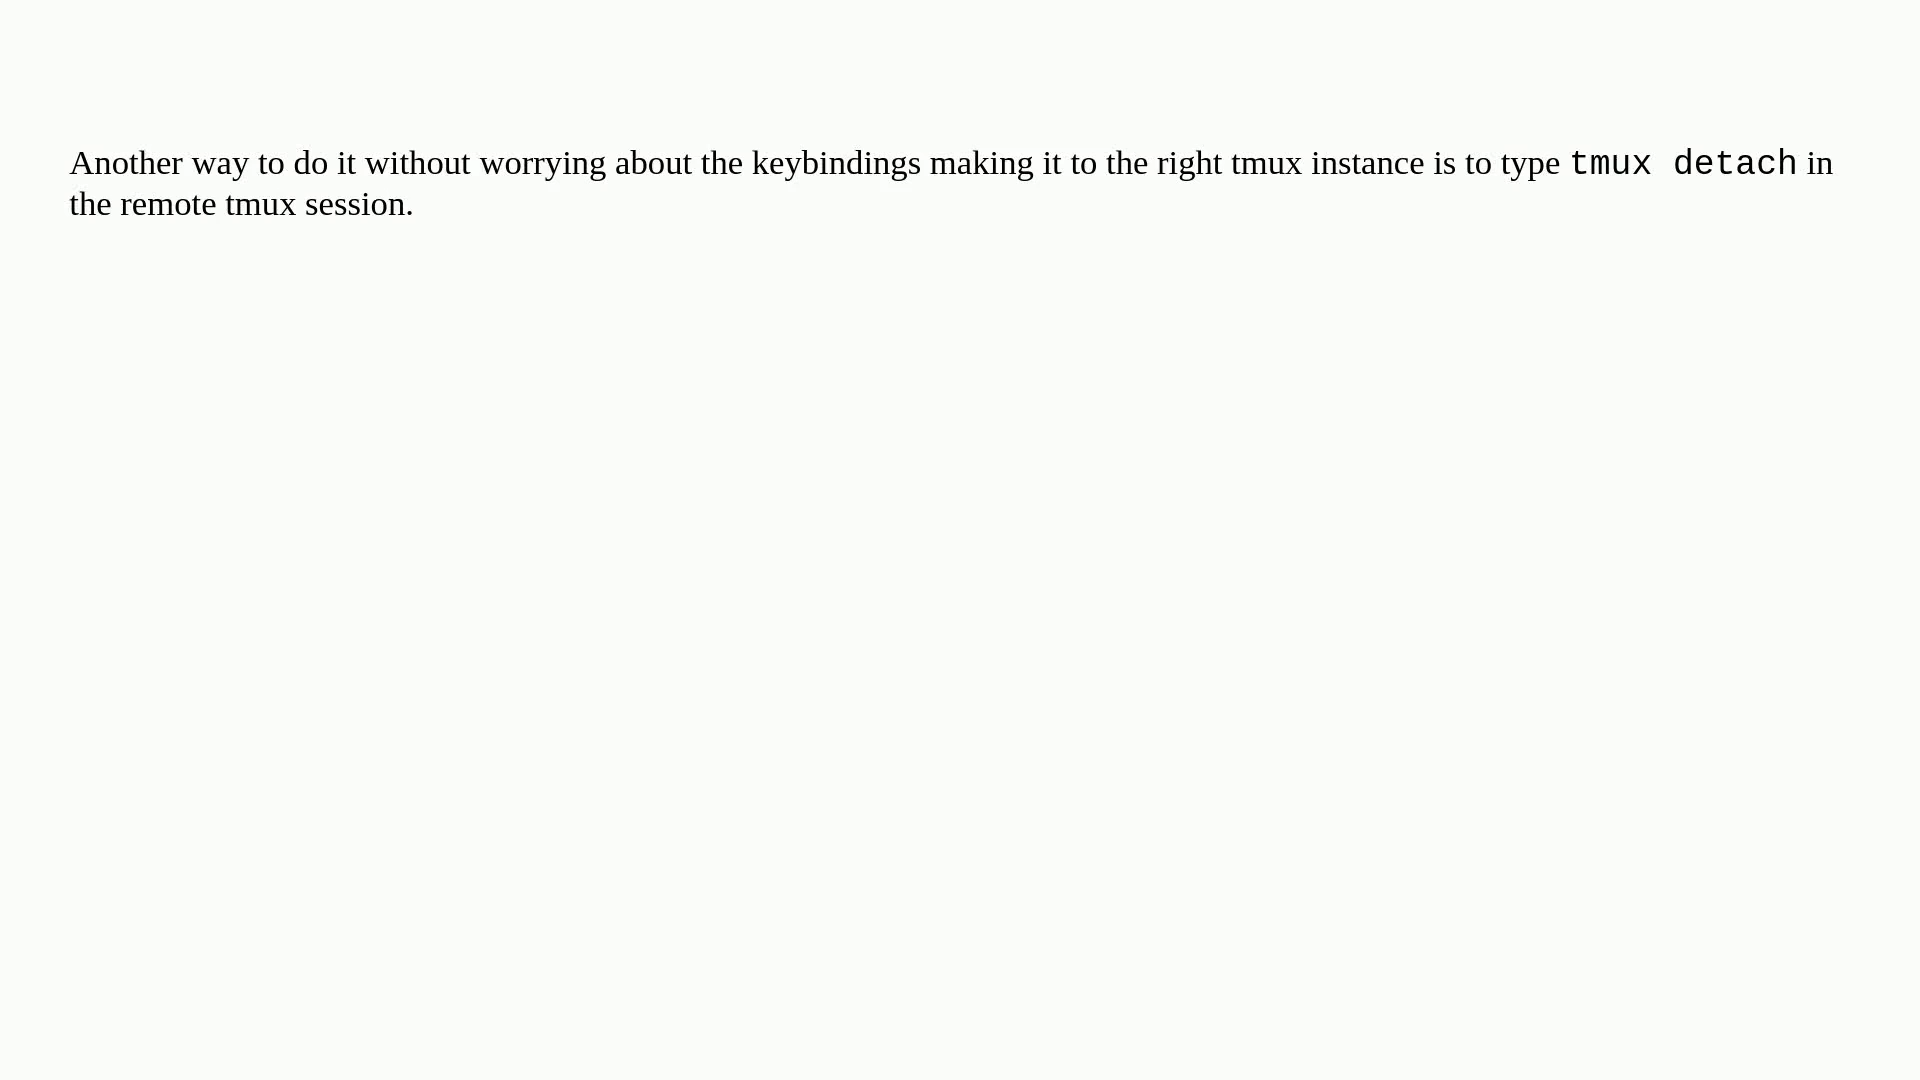 Another way to do it without worrying about the keybindings making it to the right tmux instance is to type tmux detach in
the remote tmux session.